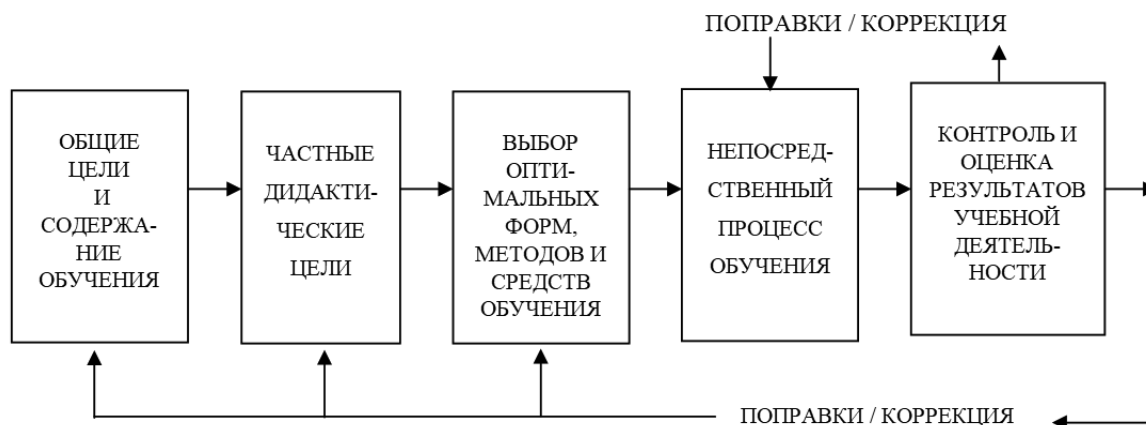 ПОПРАВКИ / КОРРЕКЦИЯ
ОБЩИЕ
ЦЕЛИ
И
СОДЕРЖА-
НИЕ
ОБУЧЕНИЯ
ЧАСТНЫЕ
ДИДАКТИ-
ЧЕСКИЕ
ЦЕЛИ
ВЫБОР
ОПТИ-
МАЛЬНЫХ
ФОРМ,
МЕТОДОВ И
СРЕДСТВ
ОБУЧЕНИЯ
НЕПОСРЕД-
СТВЕННЫЙ
ПРОЦЕСС
ОБУЧЕНИЯ
КОНТРОЛЬ И
ОЦЕНКА
РЕЗУЛЬТАТОВ
УЧЕБНОЙ
ДЕЯТЕЛЬ-
НОСТИ
ПОПРАВКИ / КОРРЕКЦИЯ